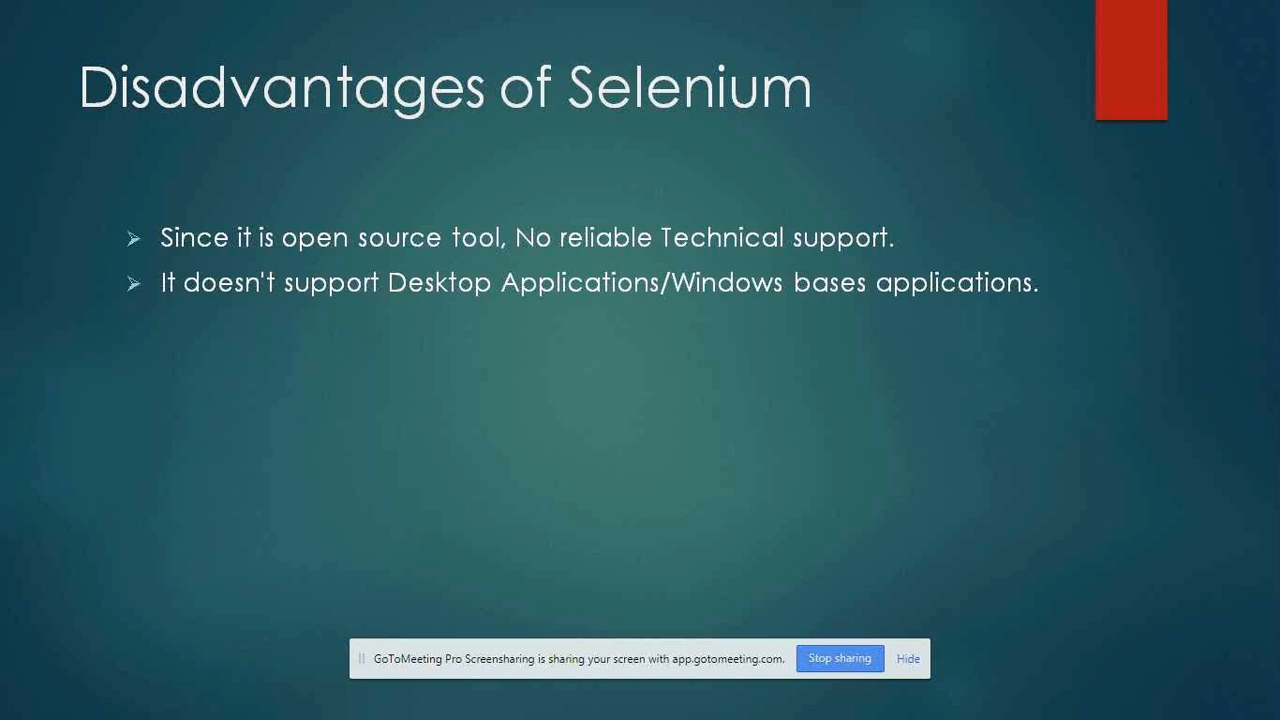 Disadvantages of Selenium
Since it is open source tool, No reliable Technical support.
It doesn't support Desktop Applications/Windows bases applications.
GoToMeeting Pro Screensharing is sharing your screen with app.gotomeeting.com. Stop sharing Hide